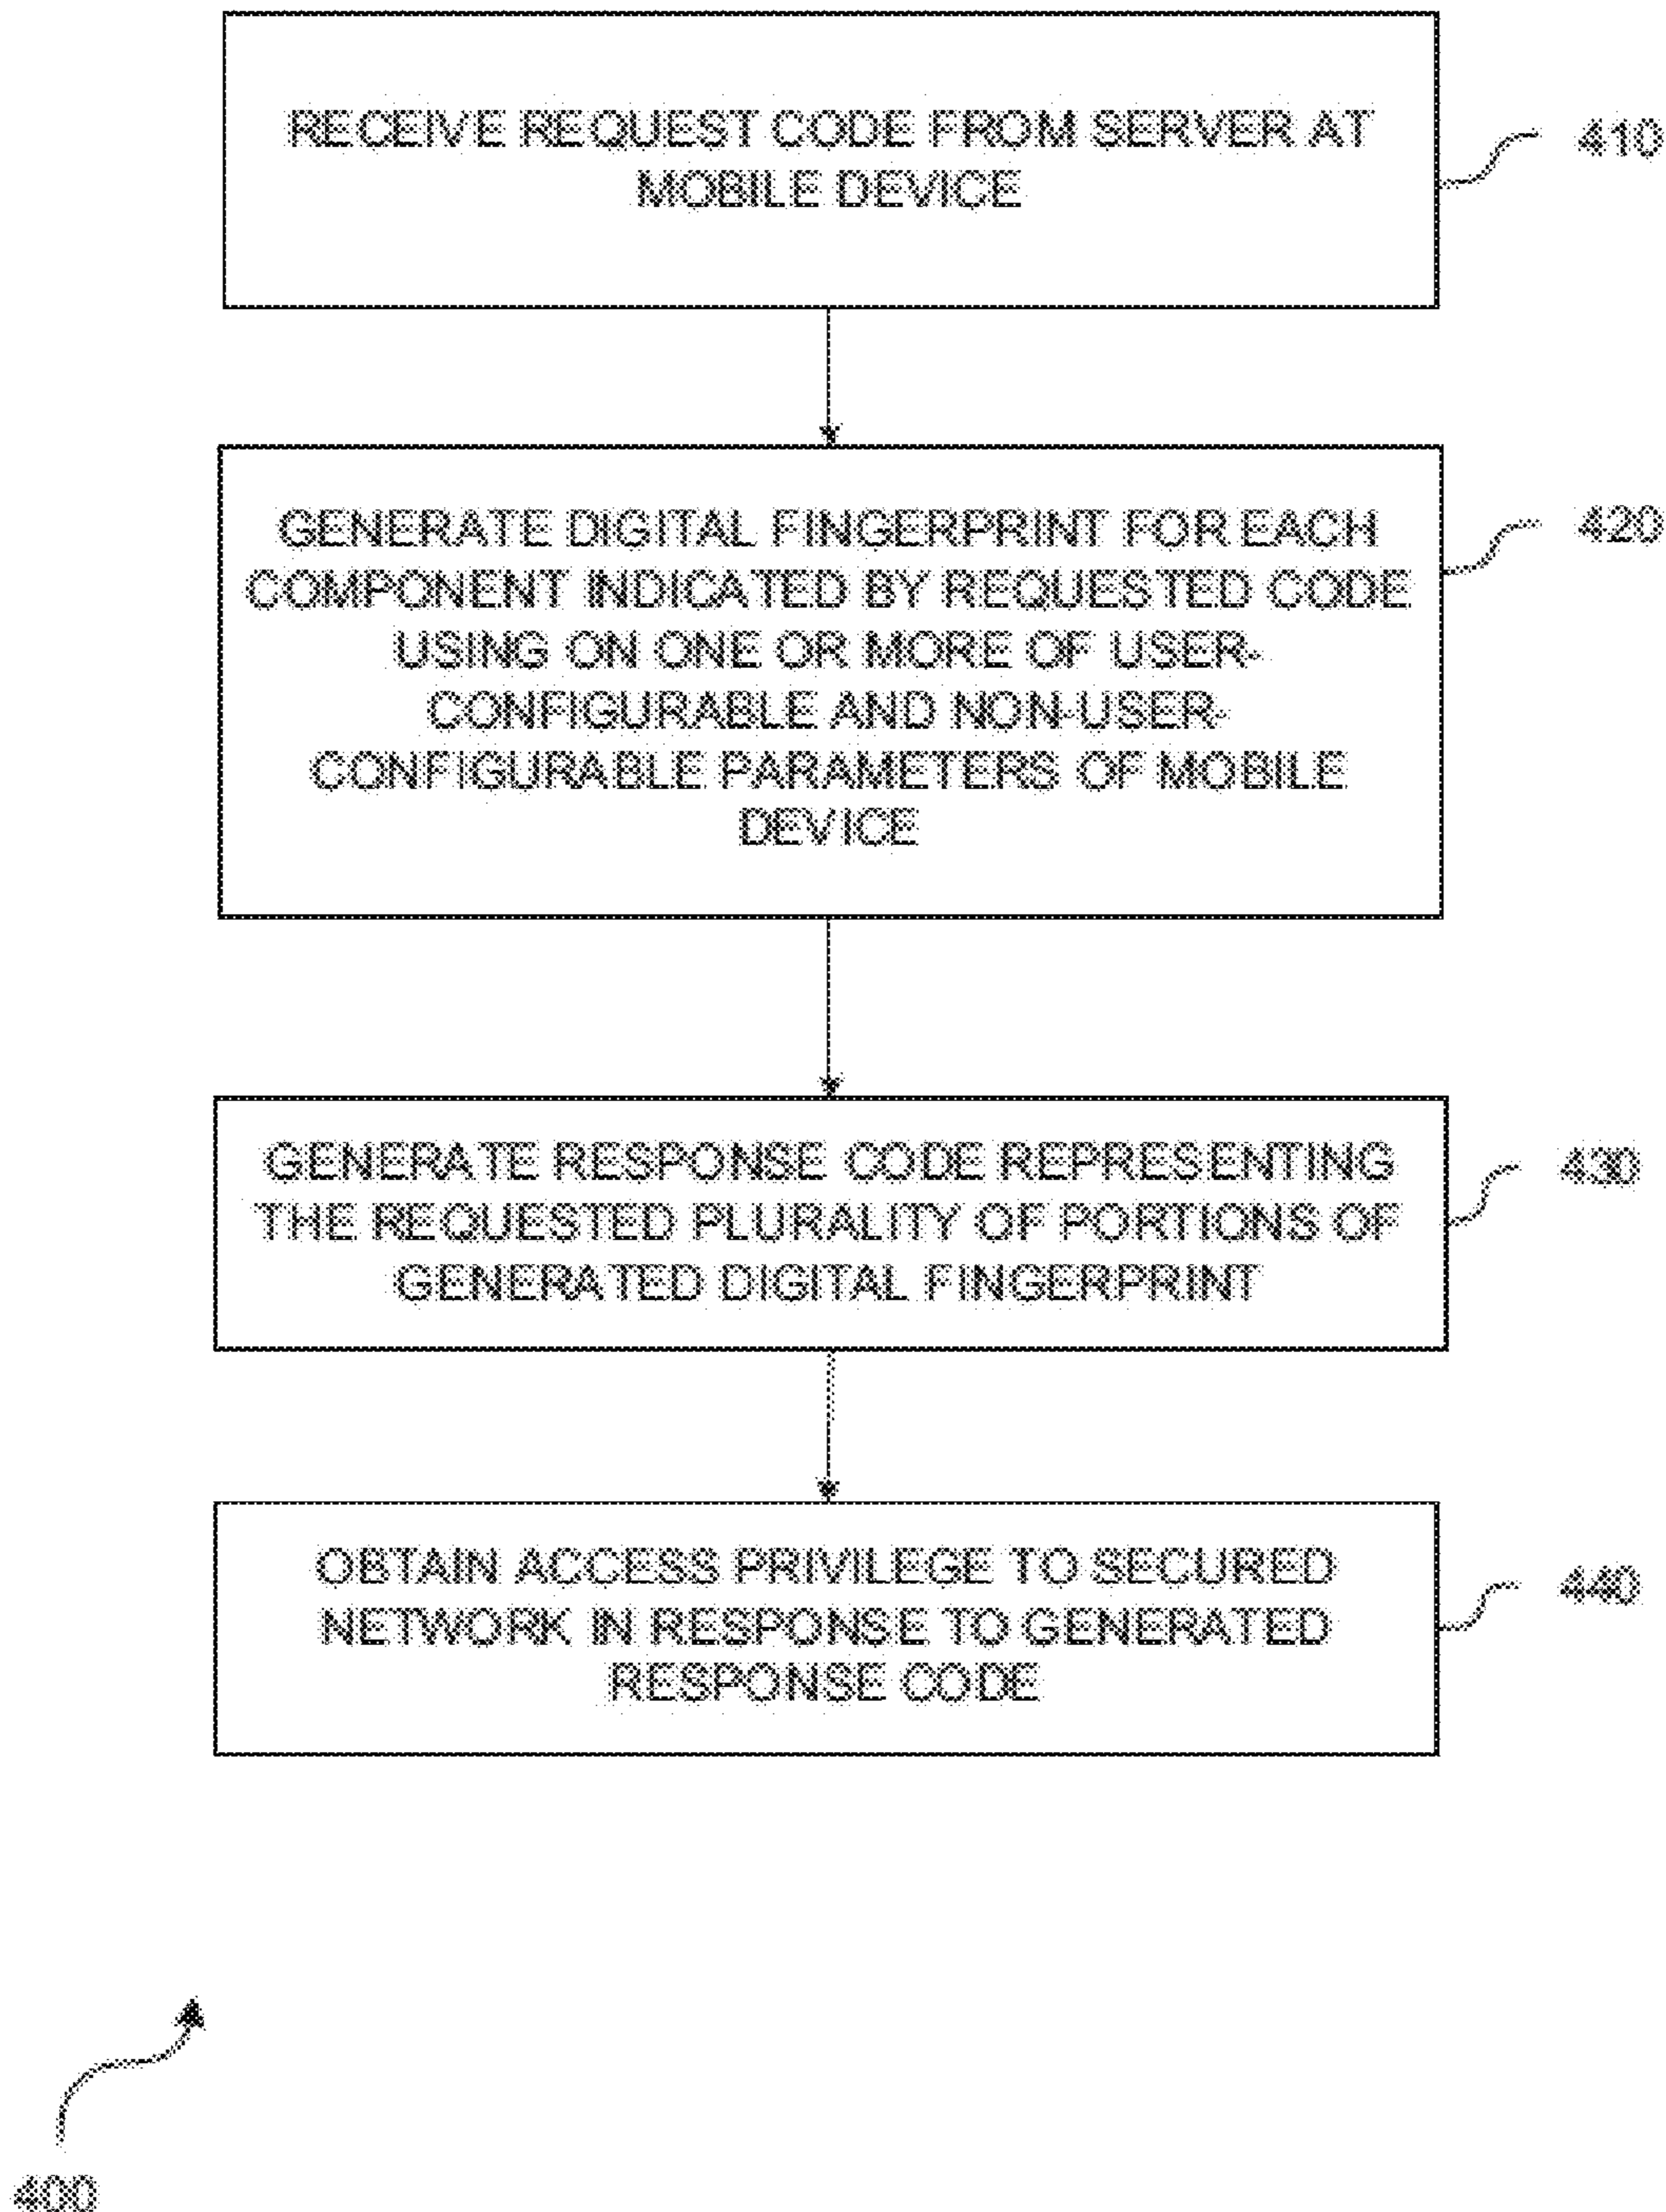 RECEIVE REQUEST CODE FROM SERVER AT
MOBILE DEVICE
410
GENERATE DIGITAL FINGERPRINT FOR EACH
COMPONENT INDICATED BY REQUESTED CODE
USING ON ONE OR MORE OF USER-
CONFIGURABLE AND NON-USER-
CONFIGURABLE PARAMETERS OF MOBILE
DEVICE
420
GENERATE RESPONSE CODE REPRESENTING
THE REQUESTED PLURALITY OF PORTIONS OF
GENERATED DIGITAL FINGERPRINT
430
OBTAIN ACCESS PRIVILEGE TO SECURED
NETWORK IN RESPONSE TO GENERATED
RESPONSE CODE
440
400